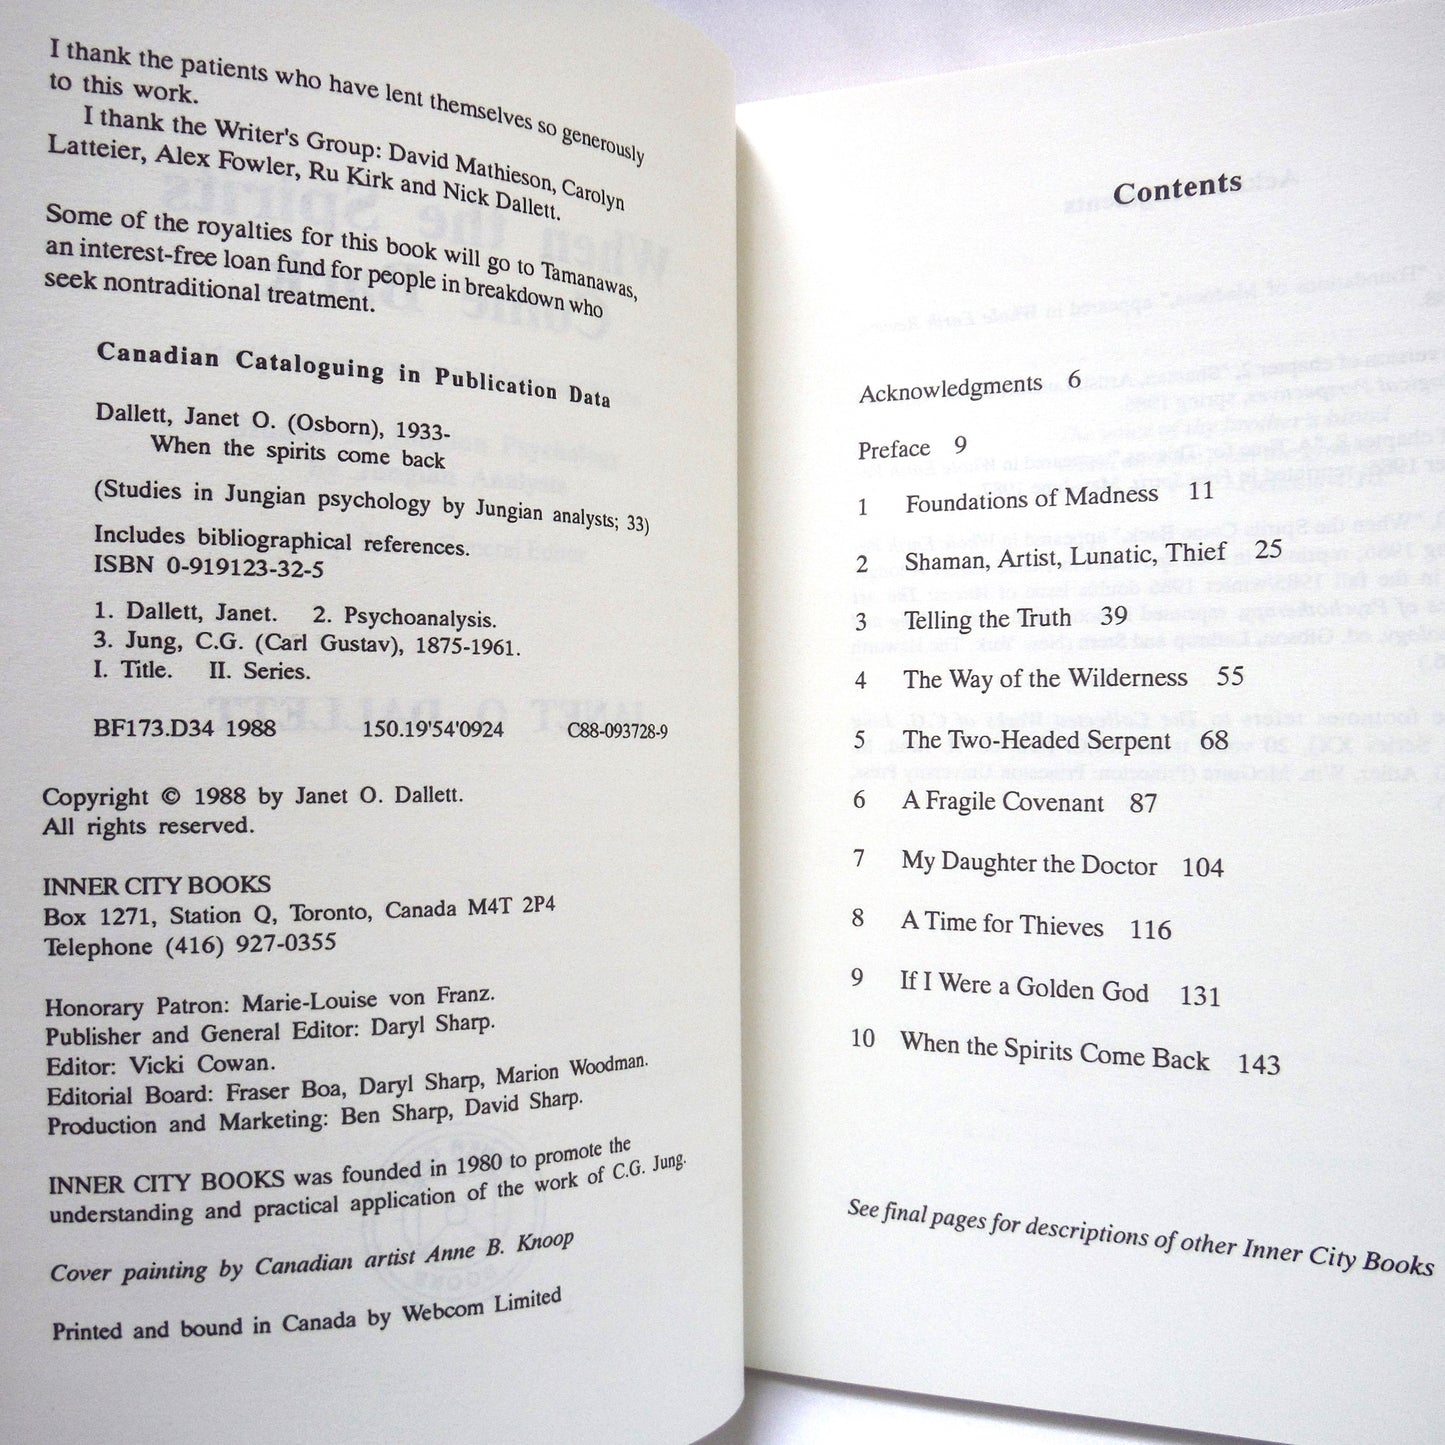 I thank the patients who have lent themselves so generously
to this work.
I thank the Writer's Group: David Mathieson, Carolyn
Latteier, Alex Fowler, Ru Kirk and Nick Dallett.
Some of the royalties for this book will go to Tamanawas,
an interest-free loan fund for people in breakdown who
seek nontraditional treatment.
Canadian Cataloguing in Publication Data
Dallett, Janet O. (Osborn), 1933-
When the spirits come back
(Studies in Jungian psychology by Jungian analysts; 33)
Includes bibliographical references.
ISBN 0-919123-32-5
1. Dallett, Janet. 2. Psychoanalysis.
3. Jung, C.G. (Carl Gustav), 1875-1961.
I. Title. II. Series.
BF173.D34 1988 150.19'54'0924 C88-093728-9
Copyright © 1988 by Janet O. Dallett.
All rights reserved.
INNER CITY BOOKS
Box 1271, Station Q, Toronto, Canada M4T 2P4
Telephone (416) 927-0355
Honorary Patron: Marie-Louise von Franz.
Publisher and General Editor: Daryl Sharp.
Editor: Vicki Cowan.
Editorial Board: Fraser Boa, Daryl Sharp, Marion Woodman.
Production and Marketing: Ben Sharp, David Sharp.
INNER CITY BOOKS was founded in 1980 to promote the
understanding and practical application of the work of C.G. Jung.
Cover painting by Canadian artist Anne B. Knoop
Printed and bound in Canada by Webcom Limited
Contents
Acknowledgments 6
Preface 9
1 Foundations of Madness 11
2 Shaman, Artist, Lunatic, Thief 25
3 Telling the Truth 39
4 The Way of the Wilderness 55
5 The Two-Headed Serpent 68
6 A Fragile Covenant 87
7 My Daughter the Doctor 104
8 A Time for Thieves 116
9 If I Were a Golden God 131
10 When the Spirits Come Back 143
See final pages for descriptions of other Inner City Books